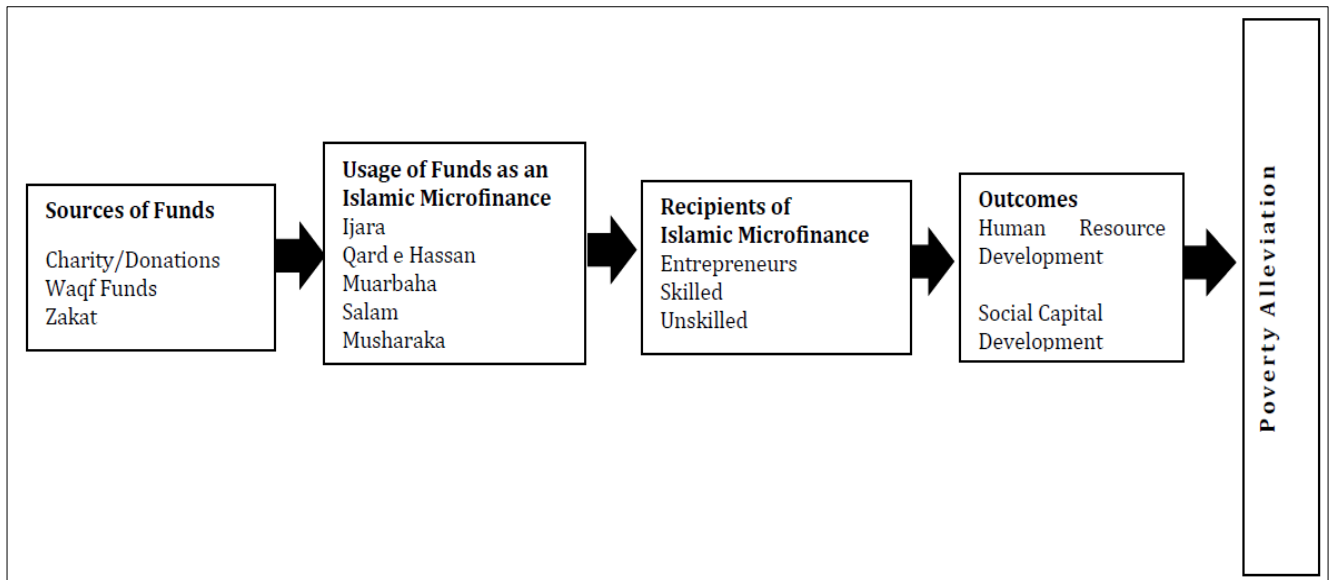 Sources of Funds
Charity/Donations
Waqf Funds
Zakat
Usage of Funds as an
Islamic Microfinance
Ijara
Qard e Hassan
Muarbaha
Salam
Musharaka
Recipients of
Islamic Microfinance
Entrepreneurs
Skilled
Unskilled
Outcomes
Human Resource
Development
Social Capital
Development
Poverty Alleviation